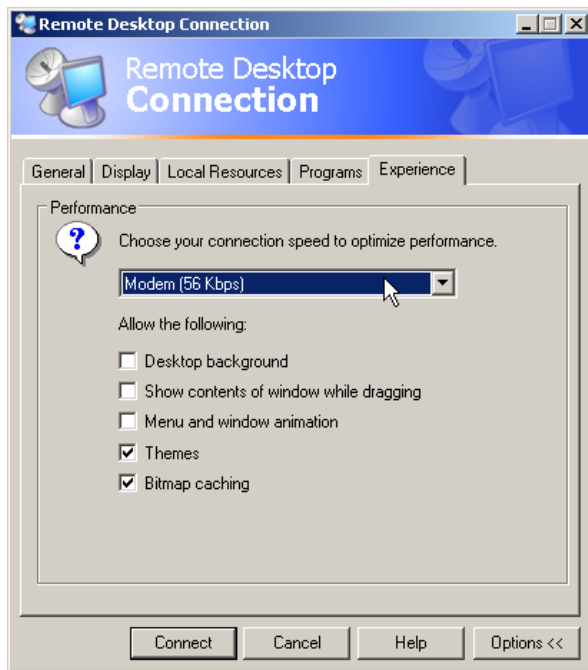 Remote Desktop Connection
Remote Desktop
Connection
General Display Local Resources Programs Experience
Performance
?
Choose your connection speed to optimize performance.
Modem (56 Kbps)
Allow the following:
Desktop background
Show contents of window while dragging
Menu and window animation
Themes
Bitmap caching
Connect Cancel Help Options <<